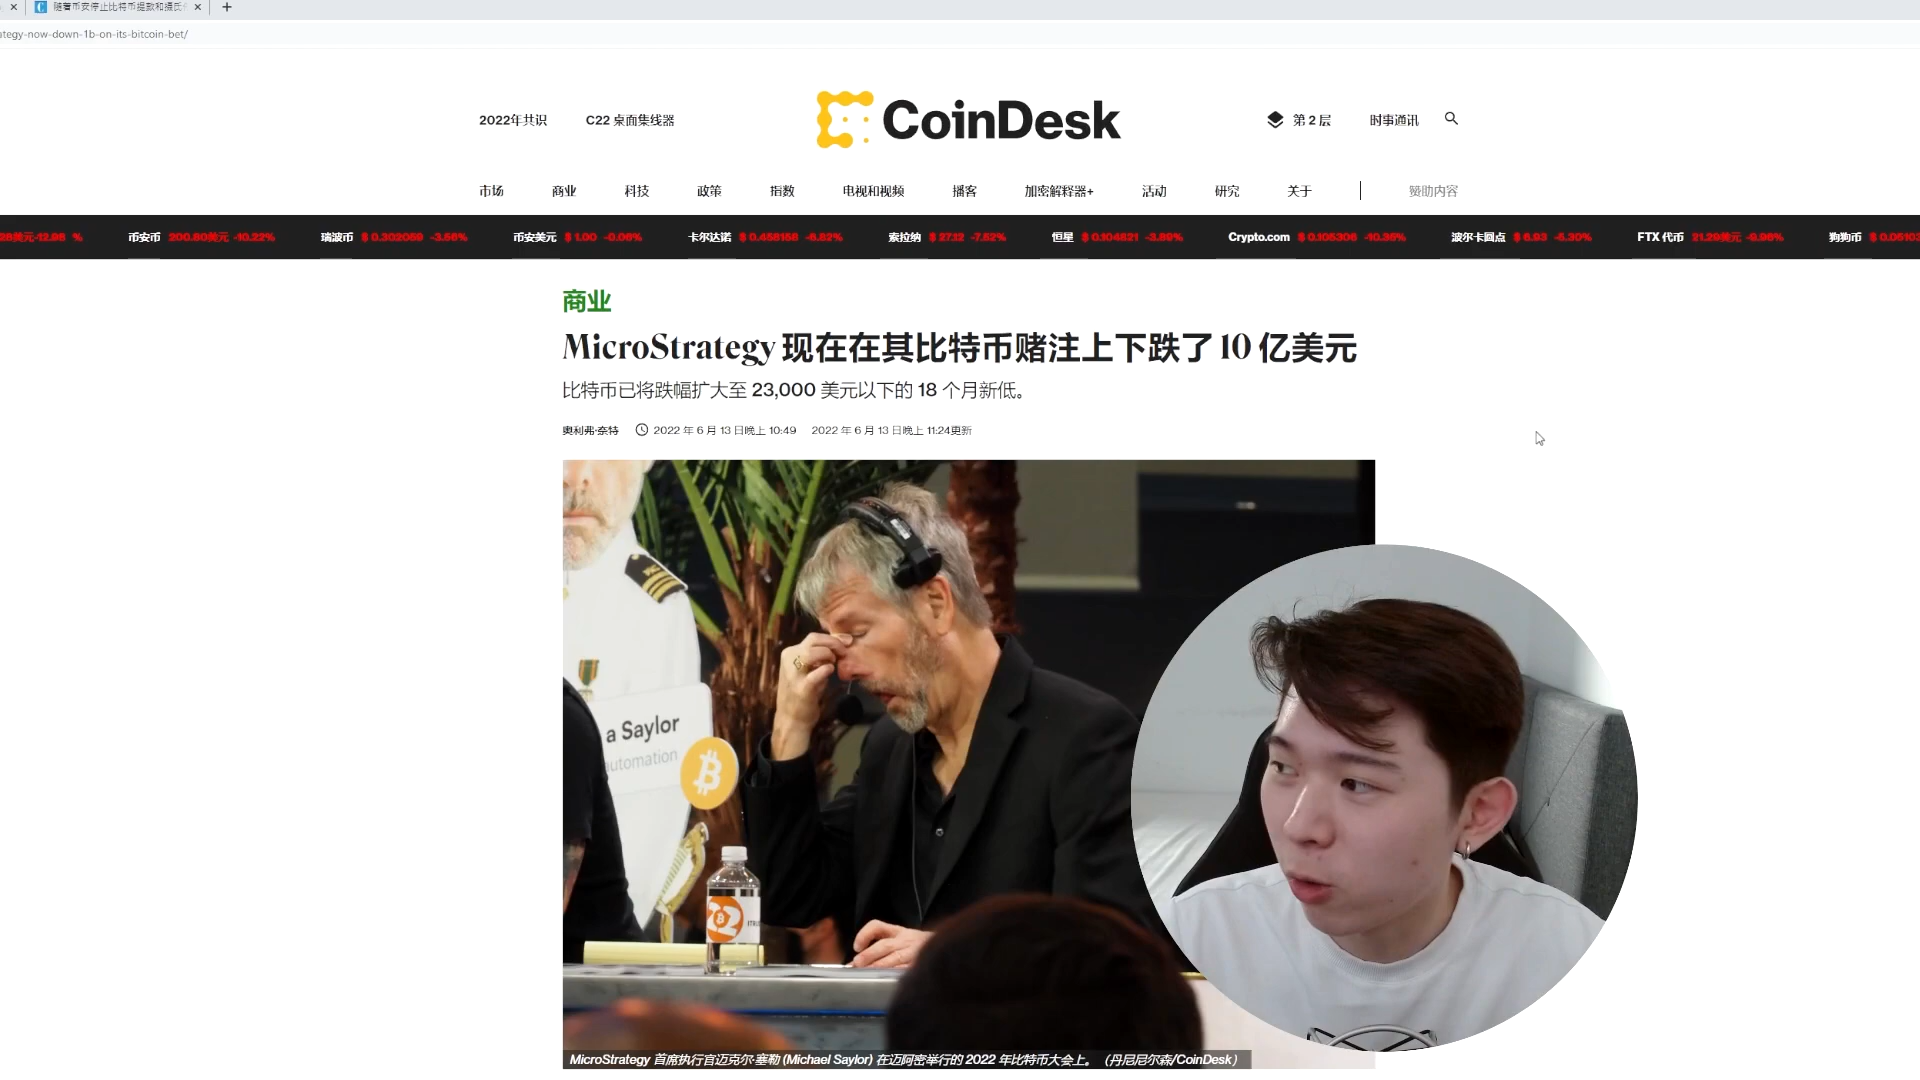 随着币安停止比特币提款和摄氏
ategy-now-down-1b-on-its-bitcoin-bet/
2022年共识 C22 桌面集线器 CoinDesk 第 2 层 时事通讯
市场 商业 科技 政策 指数 电视和视频 播客 加密解释器+ 活动 研究 关于 赞助内容
28美元-12.98 % 币安币 200.80美元 -10.22% 瑞波币 $ 0.302059 -3.56% 币安美元 $ 1.00 -0.06% 卡尔达诺 $ 0.458158 -8.82% 索拉纳 $ 27.12 -7.52% 恒星 $ 0.104821 -3.89% Crypto.com $ 0.105306 -10.35% 波尔卡圆点 $ 6.93 -5.30% FTX 代币 21.29美元 -9.96% 狗狗币 $ 0.05103
商业
MicroStrategy 现在在其比特币赌注上下跌了 10 亿美元
比特币已将跌幅扩大至 23,000 美元以下的 18 个月新低。
奥利弗·奈特 2022 年 6 月 13 日晚上 10:49 2022 年 6 月 13 日晚上 11:24更新
a Saylor
automation
MicroStrategy 首席执行官迈克尔·塞勒 (Michael Saylor) 在迈阿密举行的 2022 年比特币大会上。（丹尼尼尔森/CoinDesk）